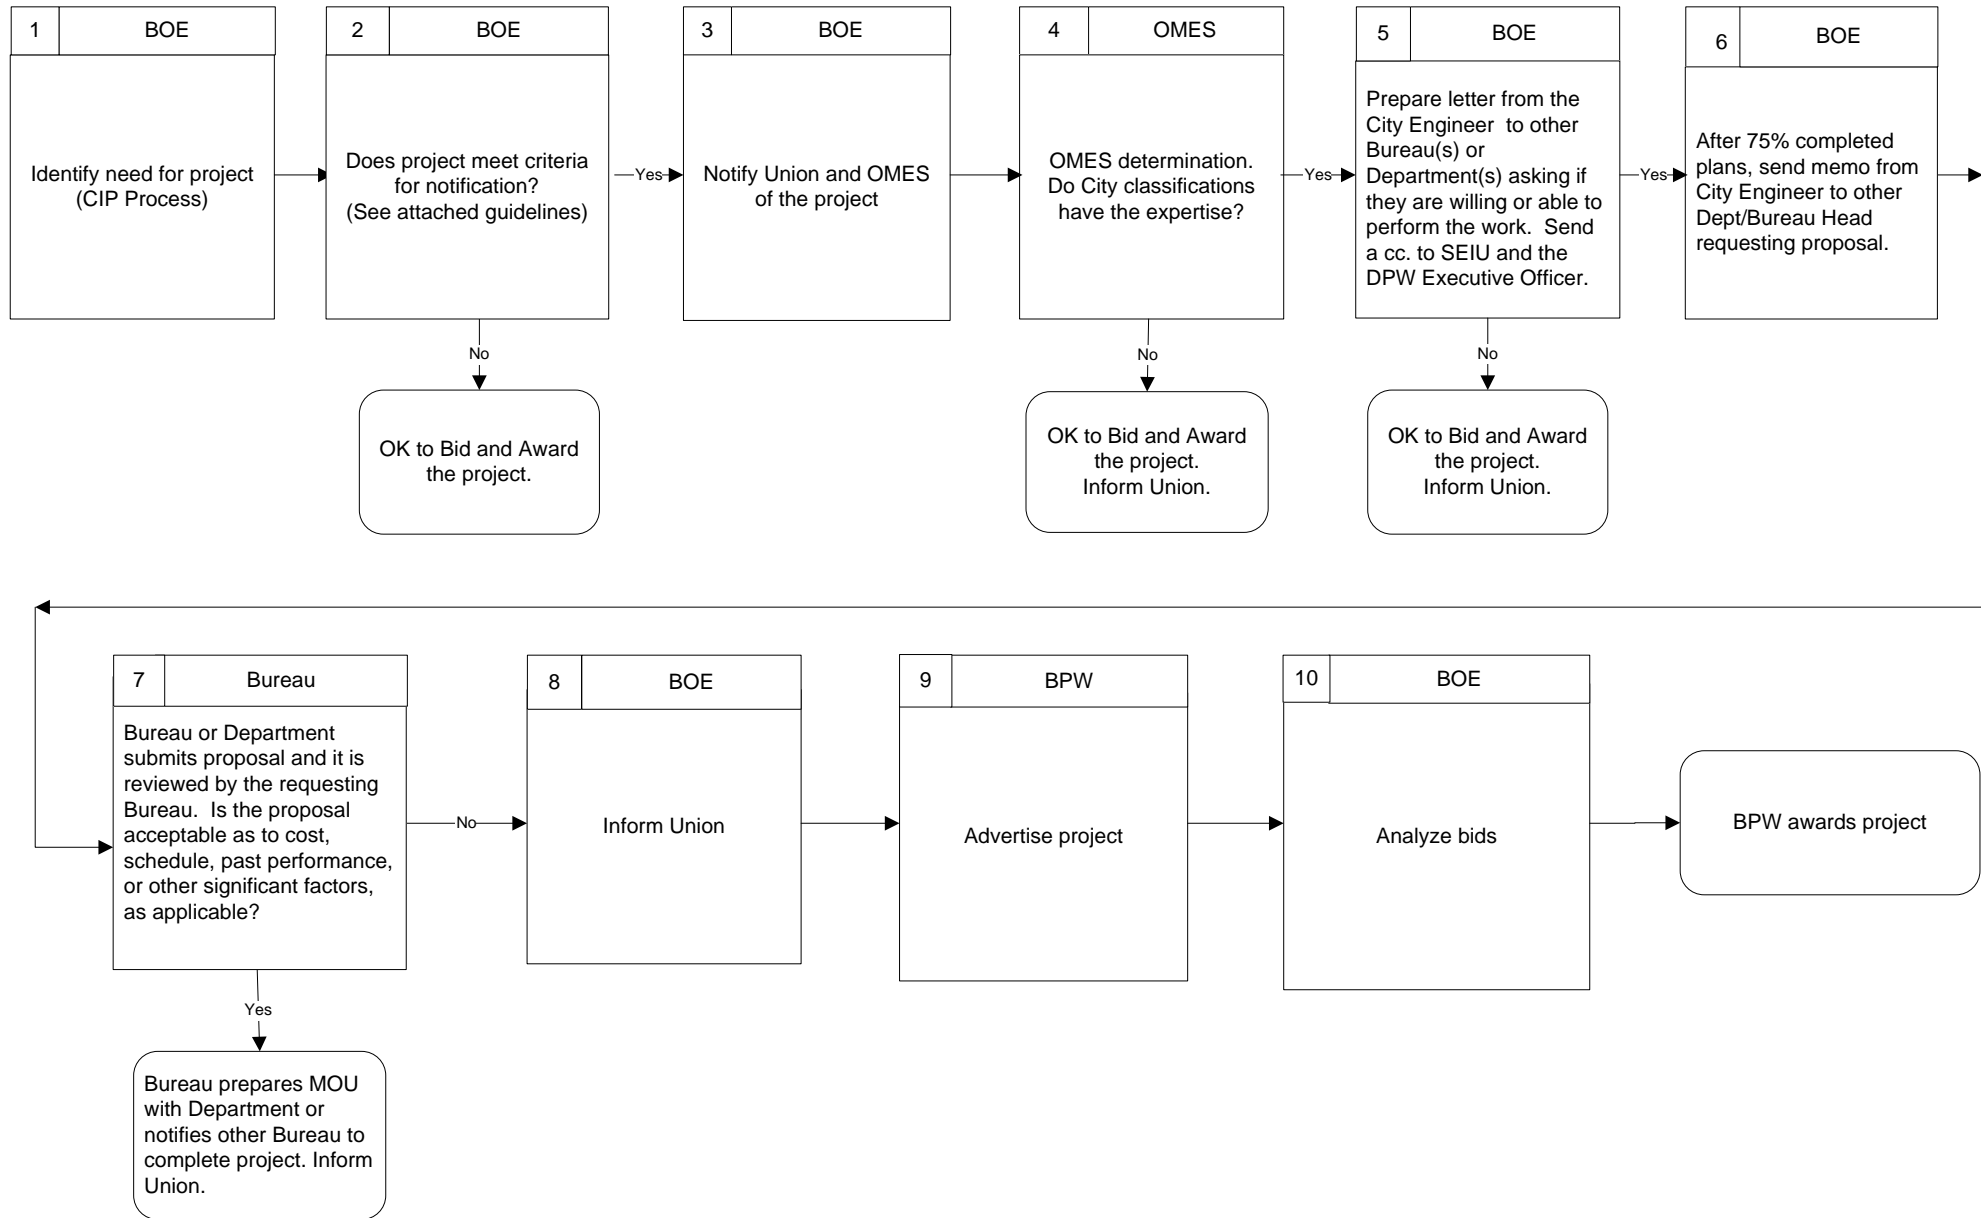 1 BOE
Identify need for project
(CIP Process)
2 BOE
Does project meet criteria
for notification?
(See attached guidelines)
Yes
No
OK to Bid and Award
the project.
3 BOE
Notify Union and OMES
of the project
4 OMES
OMES determination.
Do City classifications
have the expertise?
Yes
No
OK to Bid and Award
the project.
Inform Union.
5 BOE
Prepare letter from the
City Engineer  to other
Bureau(s) or
Department(s) asking if
they are willing or able to
perform the work.  Send
a cc. to SEIU and the
DPW Executive Officer.
Yes
No
OK to Bid and Award
the project.
Inform Union.
6 BOE
After 75% completed
plans, send memo from
City Engineer to other
Dept/Bureau Head
requesting proposal.
7 Bureau
Bureau or Department
submits proposal and it is
reviewed by the requesting
Bureau.  Is the proposal
acceptable as to cost,
schedule, past performance,
or other significant factors,
as applicable?
No
Yes
Bureau prepares MOU
with Department or
notifies other Bureau to
complete project. Inform
Union.
8 BOE
Inform Union
9 BPW
Advertise project
10 BOE
Analyze bids
BPW awards project